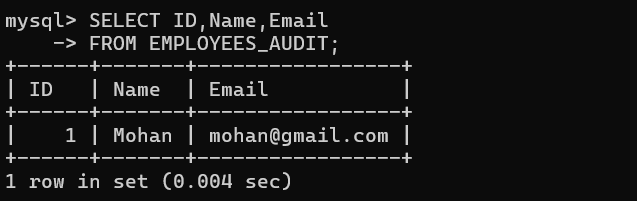 mysql> SELECT ID,Name,Email
    -> FROM EMPLOYEES_AUDIT;
+------+-------+-----------------+
| ID   | Name  | Email           |
+------+-------+-----------------+
|    1 | Mohan | mohan@gmail.com |
+------+-------+-----------------+
1 row in set (0.004 sec)